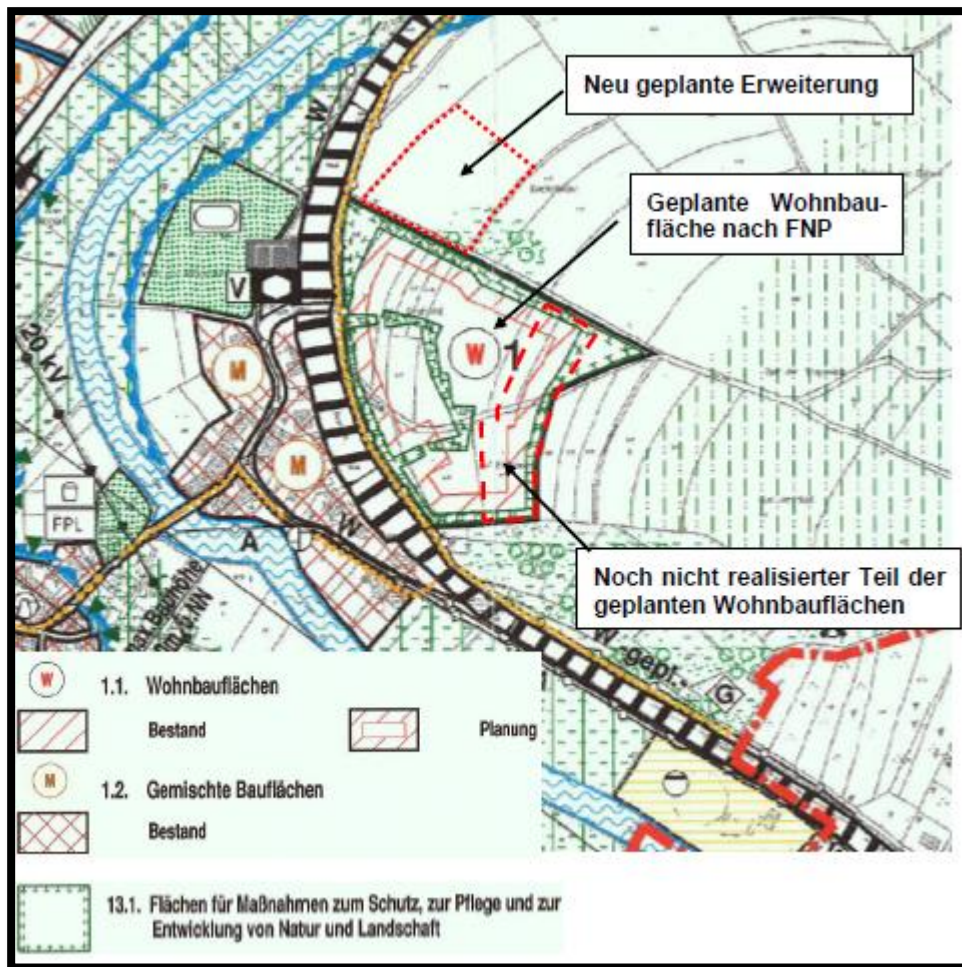 Neu geplante Erweiterung
Geplante Wohnbau-
fläche nach FNP
W
1
W
V
M
20 kV
M
W
FPL
A
Noch nicht realisierter Teil der
geplanten Wohnbauflächen
W
-gepl.-
G
W 1.1. Wohnbauflächen
Bestand Planung
M 1.2. Gemischte Bauflächen
Bestand
13.1. Flächen für Maßnahmen zum Schutz, zur Pflege und zur
Entwicklung von Natur und Landschaft